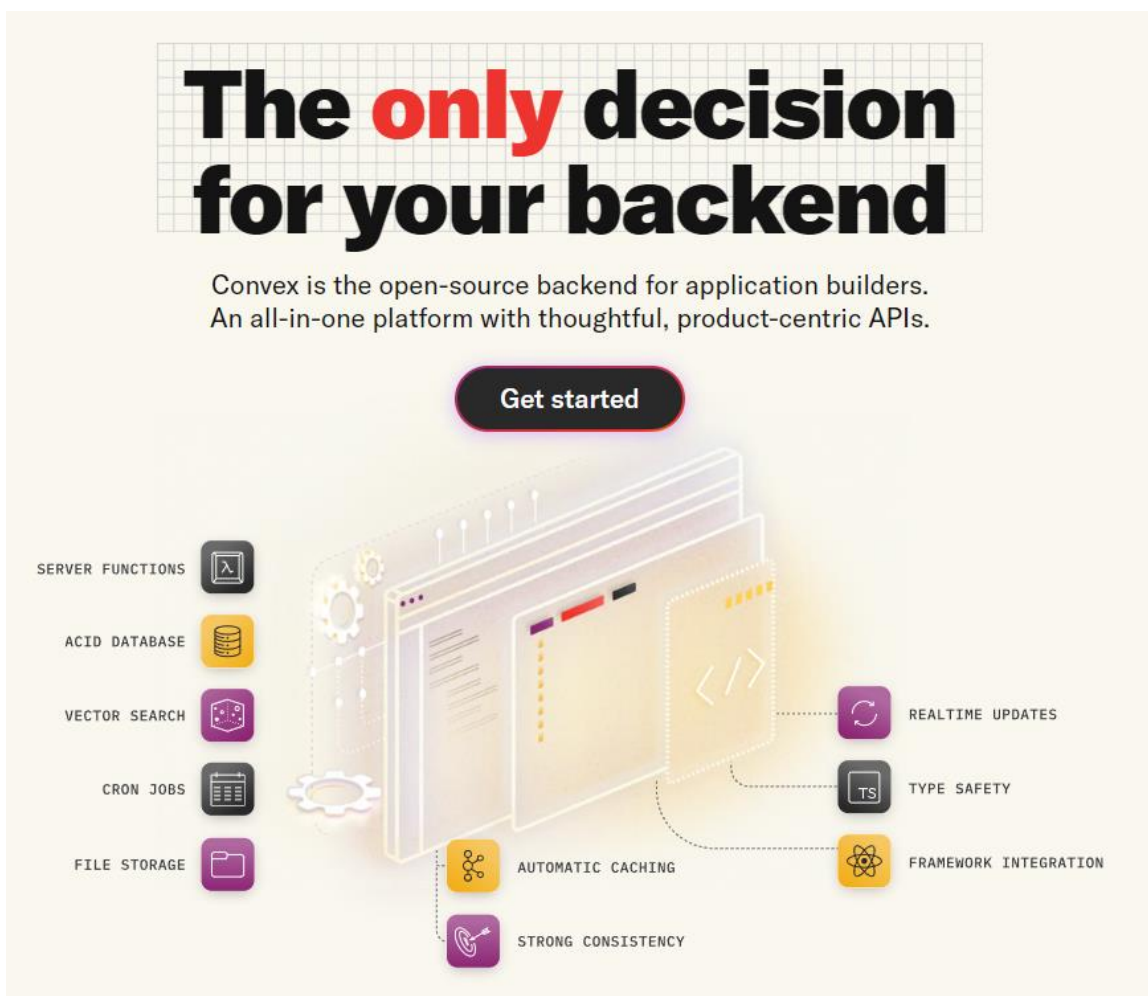 The only decision
for your backend
Convex is the open-source backend for application builders.
An all-in-one platform with thoughtful, product-centric APIs.
Get started
SERVER FUNCTIONS
λ
ACID DATABASE
VECTOR SEARCH
CRON JOBS
FILE STORAGE
</>
AUTOMATIC CACHING
STRONG CONSISTENCY
REALTIME UPDATES
TS
TYPE SAFETY
FRAMEWORK INTEGRATION